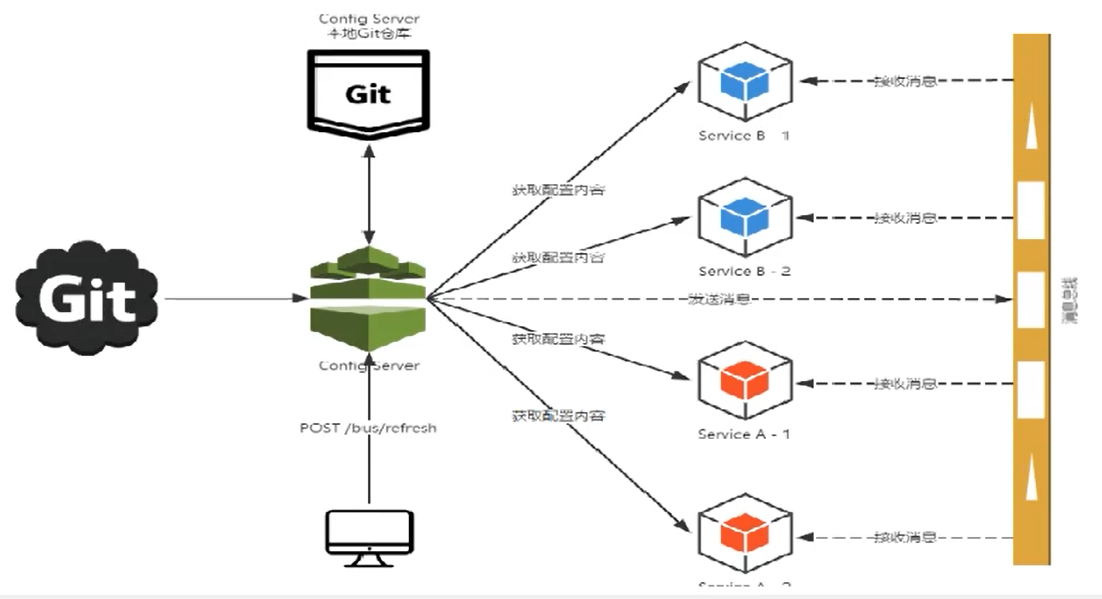 Config Server
本地Git仓库
Git
Service B - 1
接收消息
获取配置内容
Service B - 2
接收消息
获取配置内容
Git
发送消息
消息总线
Config Server
获取配置内容
Service A - 1
接收消息
获取配置内容
POST /bus/refresh
接收消息
Service A - 2